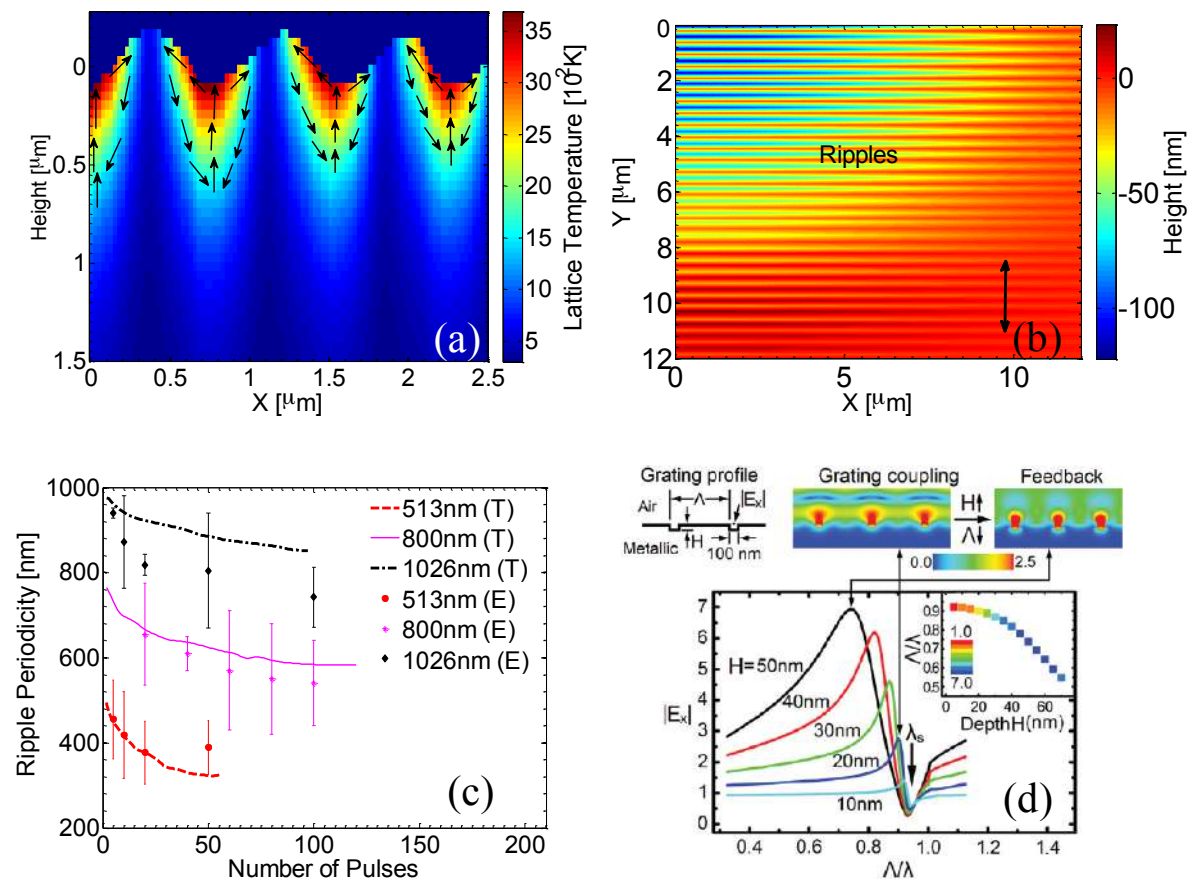 Height [μm]
0
0.5
1
1.5
0
0.5
1
1.5
2
2.5
X [μm]
(a)
35
30
25
20
15
10
5
Lattice Temperature [10²K]
0
2
4
6
8
10
12
Y [μm]
Ripples
0
5
10
X [μm]
(b)
0
-50
-100
Height [nm]
1000
800
600
400
200
Ripple Periodicity [nm]
0
50
100
150
200
Number of Pulses
513nm (T)
800nm (T)
1026nm (T)
513nm (E)
800nm (E)
1026nm (E)
(c)
Grating profile
Grating coupling
Feedback
Λ
|Eₓ|
Air
H
Metallic
100 nm
H↑
Λ↓
0.0
2.5
7
6
5
4
3
2
1
0
|Eₓ|
H=50nm
40nm
30nm
20nm
10nm
λₛ
0.9
0.8
0.7
0.6
0.5
Λ/λ
1.0
7.0
0
20
40
60
DepthH(nm)
(d)
0.4
0.6
0.8
1.0
1.2
1.4
Λ/λ